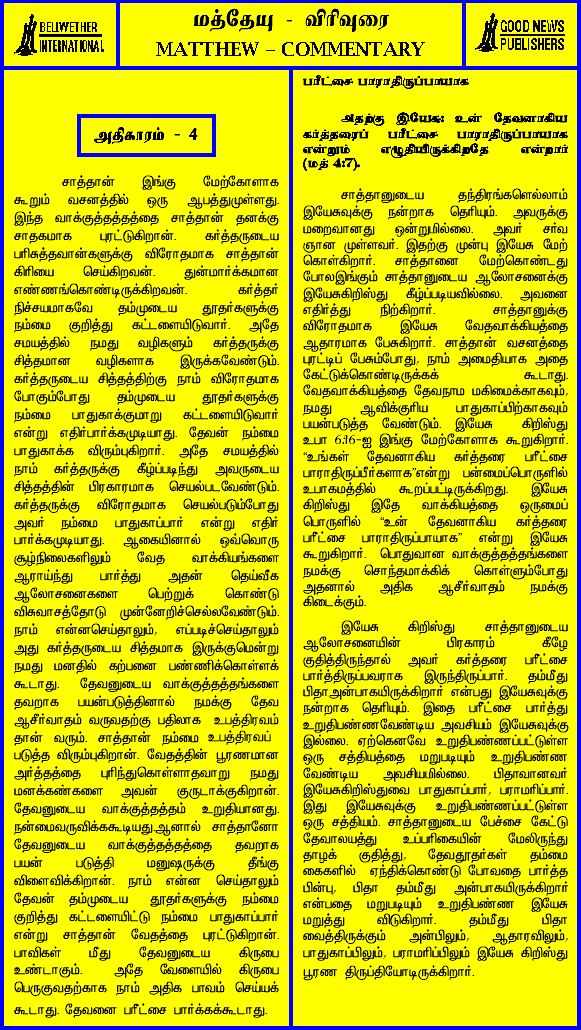 BELIWETHER
INTERNATIONAL
மத்தேயு - விரிவுரை
MATTHEW – COMMENTARY
GOOD NEWS
PUBLISHERS
அதிகாரம் - 4
சாத்தான் இங்கு மேற்கோளாக
கூறும் வசனத்தில் ஒரு ஆபத்துமுள்ளது.
இந்த வாக்குத்தத்தத்தை சாத்தான் தனக்கு
சாதகமாக புரட்டுகிறான். கர்த்தருடைய
பரிசுத்தவான்களுக்கு விரோதமாக சாத்தான்
கிரியை செய்கிறவன். துன்மார்க்கமான
எண்ணங்கொண்டிருக்கிறவன். கர்த்தர்
நிச்சயமாகவே தம்முடைய தூதர்களுக்கு
நம்மை குறித்து கட்டளையிடுவார். அதே
சமயத்தில் நமது வழிகளும் கர்த்தருக்கு
சித்தமான வழிகளாக இருக்கவேண்டும்.
கர்த்தருடைய சித்தத்திற்கு நாம் விரோதமாக
போகும்போது தம்முடைய தூதர்களுக்கு
நம்மை பாதுகாக்குமாறு கட்டளையிடுவார்
என்று எதிர்பார்க்கமுடியாது. தேவன் நம்மை
பாதுகாக்க விரும்புகிறார். அதே சமயத்தில்
நாம் கர்த்தருக்கு கீழ்ப்படிந்து அவருடைய
சித்தத்தின் பிரகாரமாக செயல்படவேண்டும்.
கர்த்தருக்கு விரோதமாக செயல்படும்போது
அவர் நம்மை பாதுகாப்பார் என்று எதிர்
பார்க்கமுடியாது. ஆகையினால் ஒவ்வொரு
சூழ்நிலைகளிலும் வேத வாக்கியங்களை
ஆராய்ந்து பார்த்து அதன் தெய்வீக
ஆலோசனைகளை பெற்றுக் கொண்டு
விசுவாசத்தோடு முன்னேறிச்செல்லவேண்டும்.
நாம் என்னசெய்தாலும், எப்படிச்செய்தாலும்
அது கர்த்தருடைய சித்தமாக இருக்குமென்று
நமது மனதில் கற்பனை பண்ணிக்கொள்ளக்
கூடாது. தேவனுடைய வாக்குத்தத்தங்களை
தவறாக பயன்படுத்தினால் நமக்கு தேவ
ஆசீர்வாதம் வருவதற்கு பதிலாக உபத்திரவம்
தான் வரும். சாத்தான் நம்மை உபத்திரவப்
படுத்த விரும்புகிறான். வேதத்தின் பூரணமான
அர்த்தத்தை புரிந்துகொள்ளாதவாறு நமது
மனக்கண்களை அவன் குருடாக்குகிறான்.
தேவனுடைய வாக்குத்தத்தம் உறுதியானது.
நன்மைவருவிக்ககூடியது.ஆனால் சாத்தானோ
தேவனுடைய வாக்குத்தத்தத்தை தவறாக
பயன் படுத்தி மனுஷருக்கு தீங்கு
விளைவிக்கிறான். நாம் என்ன செய்தாலும்
தேவன் தம்முடைய தூதர்களுக்கு நம்மை
குறித்து கட்டளையிட்டு நம்மை பாதுகாப்பார்
என்று சாத்தான் வேதத்தை புரட்டுகிறான்.
பாவிகள் மீது தேவனுடைய கிருபை
உண்டாகும். அதே வேளையில் கிருபை
பெருகுவதற்காக நாம் அதிக பாவம் செய்யக்
கூடாது. தேவனை பரீட்சை பார்க்கக்கூடாது.
பரீட்சை பாராதிருப்பாயாக
அதற்கு இயேசு: உன் தேவனாகிய
கர்த்தரைப் பரீட்சை பாராதிருப்பாயாக
என்றும் எழுதியிருக்கிறதே என்றார்
(மத் 4:7).
சாத்தானுடைய தந்திரங்களெல்லாம்
இயேசுவுக்கு நன்றாக தெரியும். அவருக்கு
மறைவானது ஒன்றுமில்லை. அவர் சர்வ
ஞான முள்ளவர். இதற்கு முன்பு இயேசு மேற்
கொள்கிறார். சாத்தானை மேற்கொண்டது
போலஇங்கும் சாத்தானுடைய ஆலோசனைக்கு
இயேசுகிறிஸ்து கீழ்ப்படியவில்லை. அவனை
எதிர்த்து நிற்கிறார். சாத்தானுக்கு
விரோதமாக இயேசு வேதவாக்கியத்தை
ஆதாரமாக பேசுகிறார். சாத்தான் வசனத்தை
புரட்டிப் பேசும்போது, நாம் அமைதியாக அதை
கேட்டுக்கொண்டிருக்கக் கூடாது.
வேதவாக்கியத்தை தேவநாம மகிமைக்காகவும்,
நமது ஆவிக்குரிய பாதுகாப்பிற்காகவும்
பயன்படுத்த வேண்டும். இயேசு கிறிஸ்து
உபா 6:16-ஐ இங்கு மேற்கோளாக கூறுகிறார்.
“உங்கள் தேவனாகிய கர்த்தரை பரீட்சை
பாராதிருப்பீர்களாக”என்று பன்மைப்பொருளில்
உபாகமத்தில் கூறப்பட்டிருக்கிறது. இயேசு
கிறிஸ்து இதே வாக்கியத்தை ஒருமைப்
பொருளில் “உன் தேவனாகிய கர்த்தரை
பரீட்சை பாராதிருப்பாயாக” என்று இயேசு
கூறுகிறார். பொதுவான வாக்குத்தத்தங்களை
நமக்கு சொந்தமாக்கிக் கொள்ளும்போது
அதனால் அதிக ஆசீர்வாதம் நமக்கு
கிடைக்கும்.
இயேசு கிறிஸ்து சாத்தானுடைய
ஆலோசனையின் பிரகாரம் கீழே
குதித்திருந்தால் அவர் கர்த்தரை பரீட்சை
பார்த்திருப்பவராக இருந்திருப்பார். தம்மீது
பிதாஅன்பாகயிருக்கிறார் என்பது இயேசுவுக்கு
நன்றாக தெரியும். இதை பரீட்சை பார்த்து
உறுதிபண்ணவேண்டிய அவசியம் இயேசுவுக்கு
இல்லை. ஏற்கெனவே உறுதிபண்ணப்பட்டுள்ள
ஒரு சத்தியத்தை மறுபடியும் உறுதிபண்ண
வேண்டிய அவசியமில்லை. பிதாவானவர்
இயேசுகிறிஸ்துவை பாதுகாப்பார், பராமரிப்பார்.
இது இயேசுவுக்கு உறுதிபண்ணப்பட்டுள்ள
ஒரு சத்தியம். சாத்தானுடைய பேச்சை கேட்டு
தேவாலயத்து உப்பரிகையின் மேலிருந்து
தாழக் குதித்து, தேவதூதர்கள் தம்மை
கைகளில் ஏந்திக்கொண்டு போவதை பார்த்த
பின்பு, பிதா தம்மீது அன்பாகயிருக்கிறார்
என்பதை மறுபடியும் உறுதிபண்ண இயேசு
மறுத்து விடுகிறார். தம்மீது பிதா
வைத்திருக்கும் அன்பிலும், ஆதரவிலும்,
பாதுகாப்பிலும், பராமரிப்பிலும் இயேசு கிறிஸ்து
பூரண திருப்தியோடிருக்கிறார்.